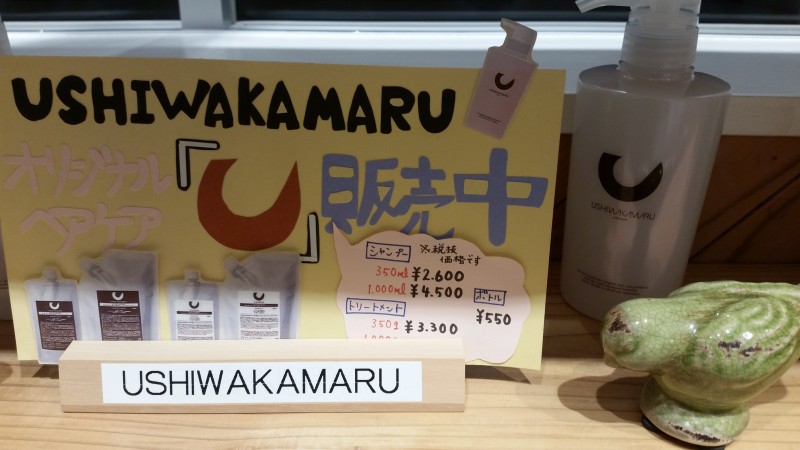 USHIWAKAMARU
オリジナル
ヘアケア
『U』
販売中
シャンプー
※税抜
価格です
350ml ¥2.600
1.000ml ¥4.500
ボトル
¥550
トリートメント
350g ¥3.300
USHIWAKAMARU
USHIWAKAMARU